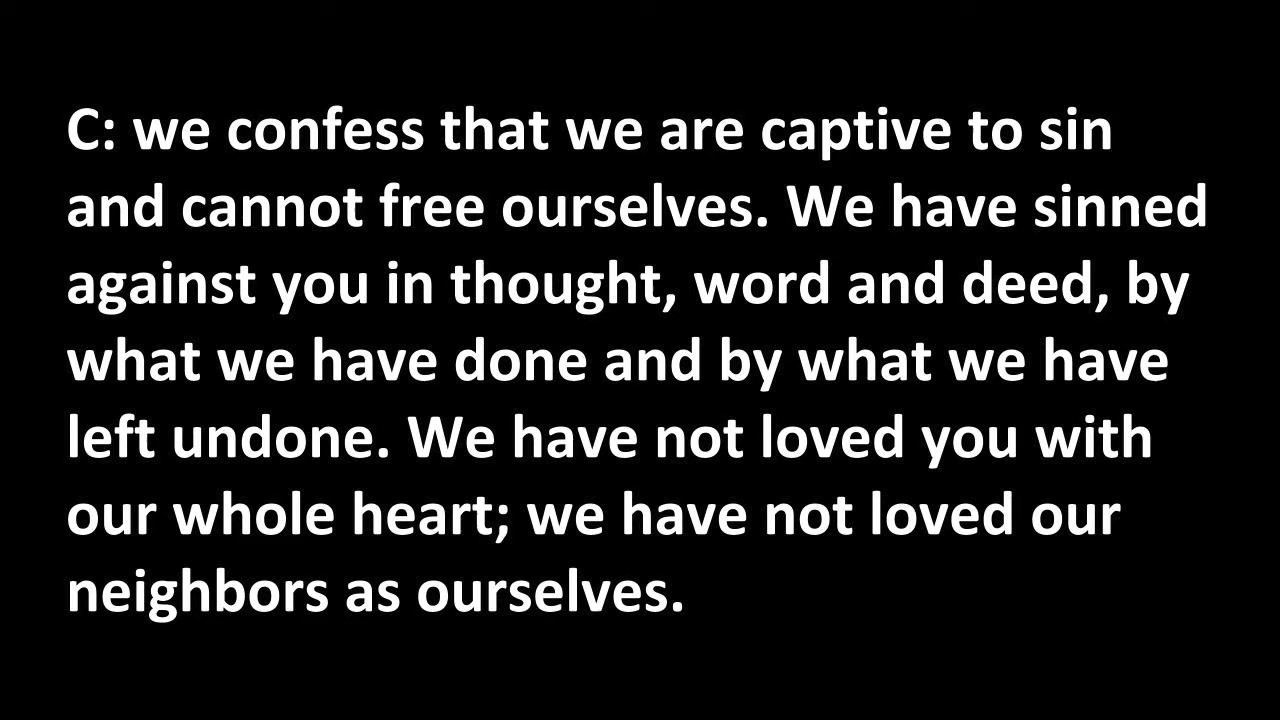 C: we confess that we are captive to sin
and cannot free ourselves. We have sinned
against you in thought, word and deed, by
what we have done and by what we have
left undone. We have not loved you with
our whole heart; we have not loved our
neighbors as ourselves.